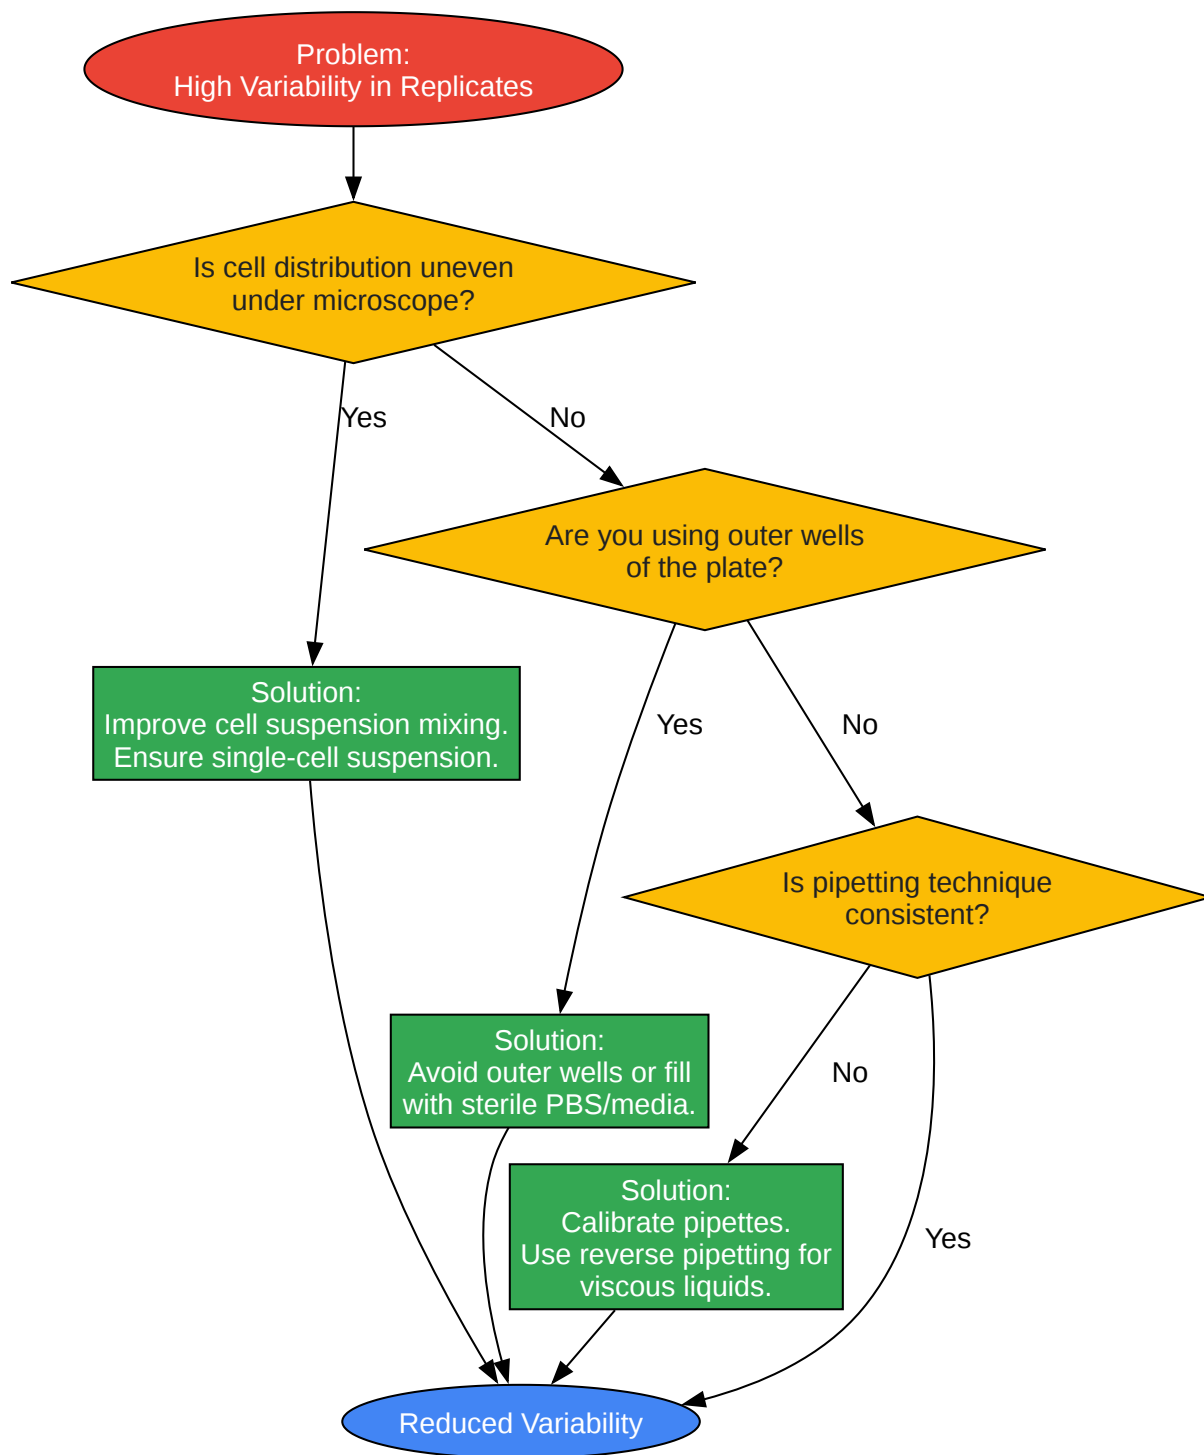 Problem:
High Variability in Replicates
Is cell distribution uneven
under microscope?
Yes
No
Are you using outer wells
of the plate?
Solution:
Improve cell suspension mixing.
Ensure single-cell suspension.
Yes
No
Is pipetting technique
consistent?
Solution:
Avoid outer wells or fill
with sterile PBS/media.
No
Solution:
Calibrate pipettes.
Use reverse pipetting for
viscous liquids.
Yes
Reduced Variability